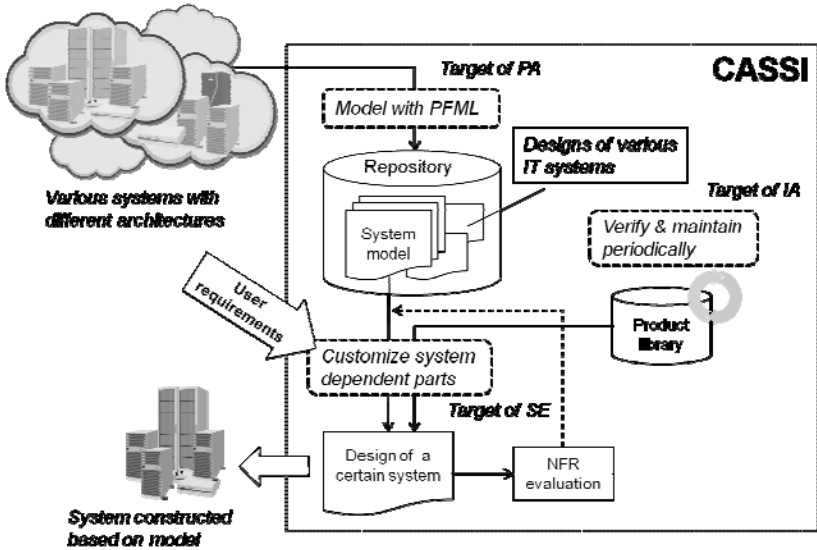 CASSI
Target of PA
Model with PFML
Repository
Designs of various
IT systems
System
model
Various systems with
different architectures
Target of IA
Verify & maintain
periodically
User
requirements
Product
library
Customize system
dependent parts
Target of SE
Design of a
certain system
NFR
evaluation
System constructed
based on model